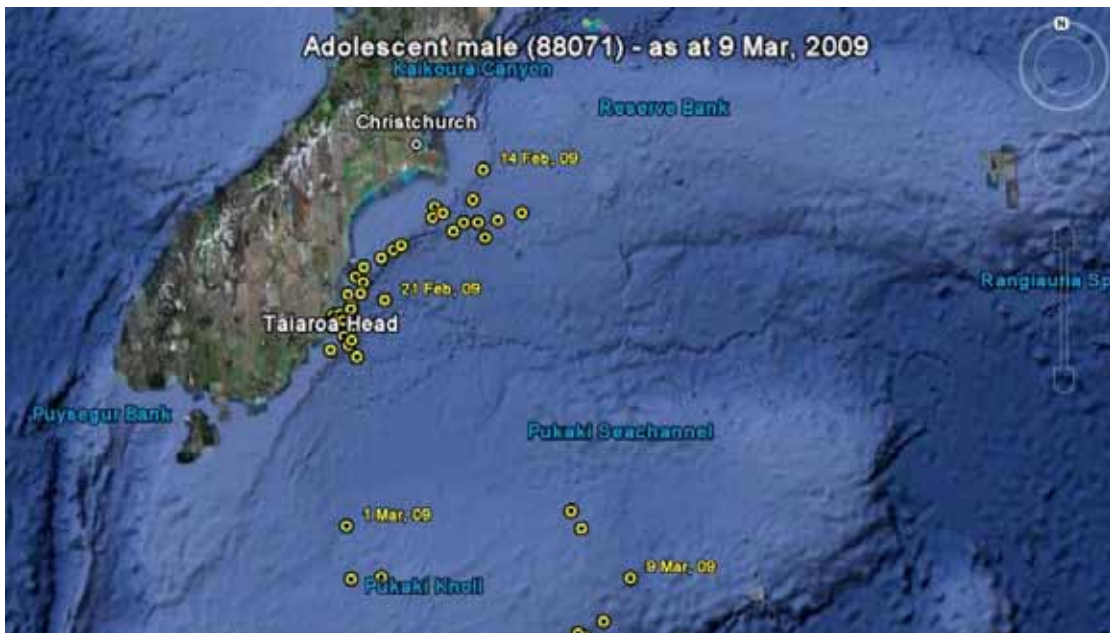 N
Adolescent male (88071) - as at 9 Mar, 2009
Kaikoura Canyon
Reserve Bank
Christchurch
14 Feb, 09
Rangiauria Sp
21 Feb, 09
Taiaroa Head
Puysegur Bank
Pukaki Seachannel
1 Mar, 09
9 Mar, 09
Pukaki Knoll